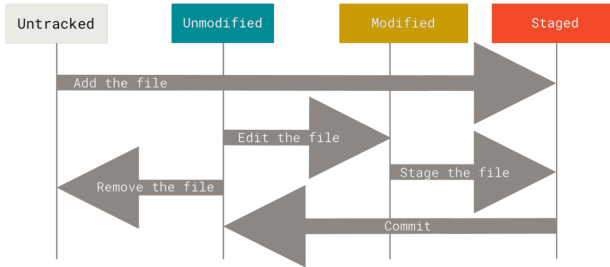 Untracked
Unmodified
Modified
Staged
Add the file
Edit the file
Stage the file
Remove the file
Commit